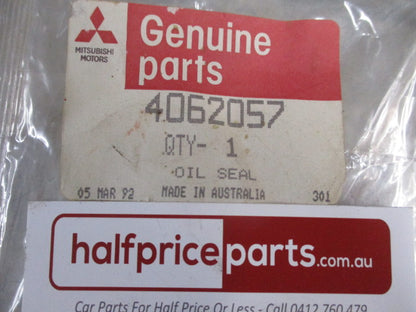 MITSUBISHI
MOTORS
Genuine
parts
4062057
QTY- 1
OIL SEAL
05 MAR 92 MADE IN AUSTRALIA 301
halfpriceparts.com.au
Car Parts For Half Price Or Less - Call 0412 760 479